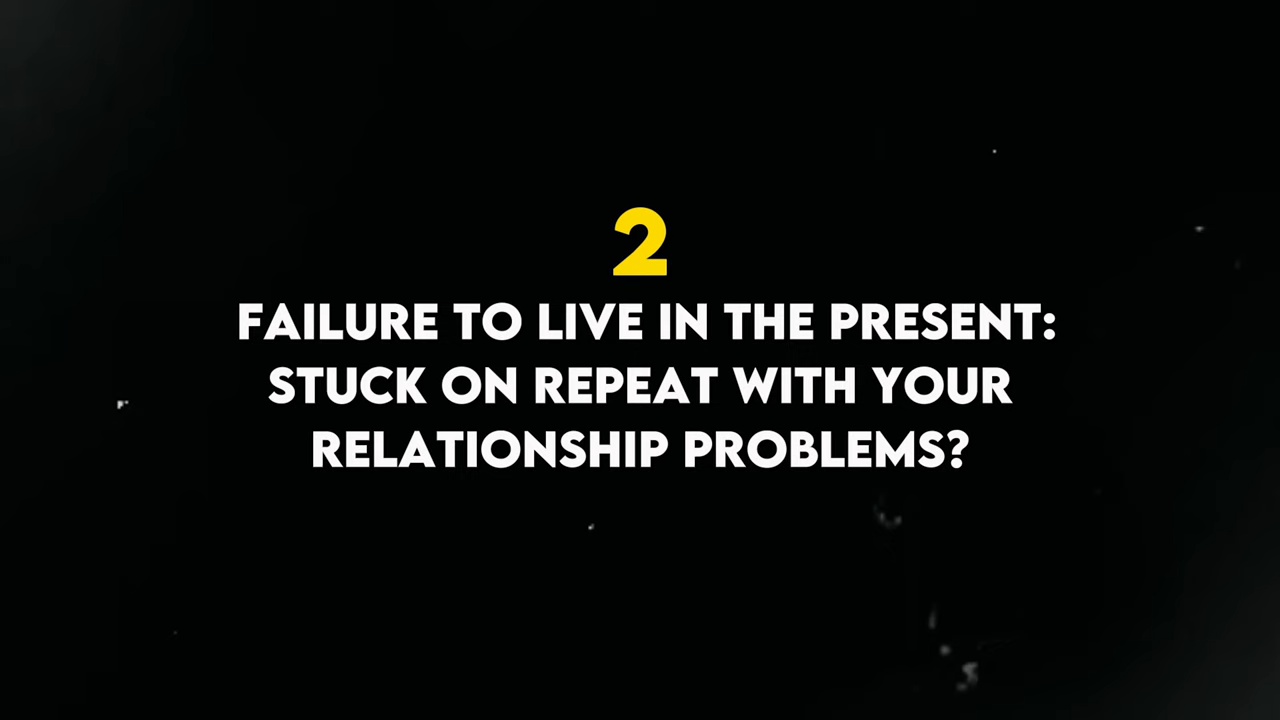 2
FAILURE TO LIVE IN THE PRESENT:
STUCK ON REPEAT WITH YOUR
RELATIONSHIP PROBLEMS?